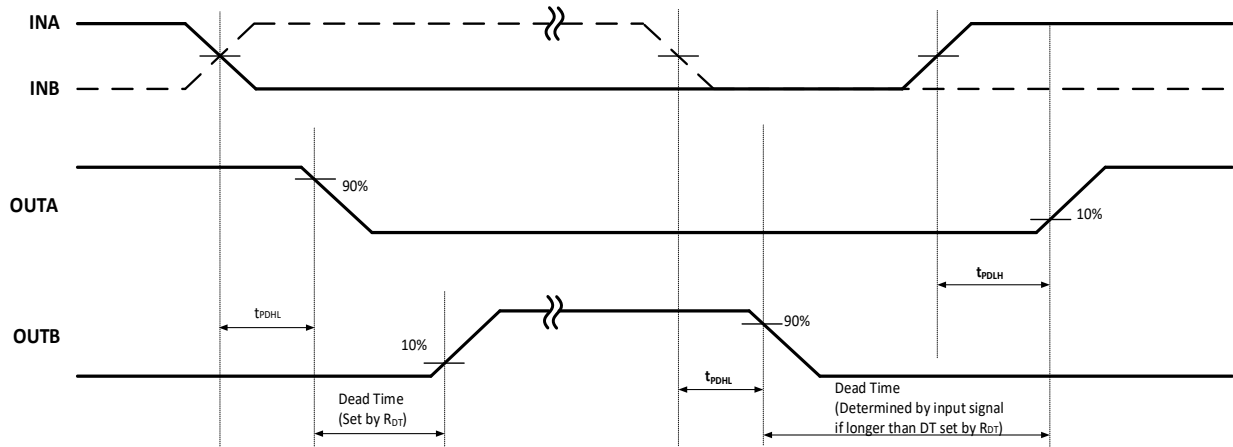 INA
INB
OUTA
90%
10%
tPDLH
tPDHL
OUTB
10%
90%
tPDHL
Dead Time
(Set by RDT)
Dead Time
(Determined by input signal
if longer than DT set by RDT)